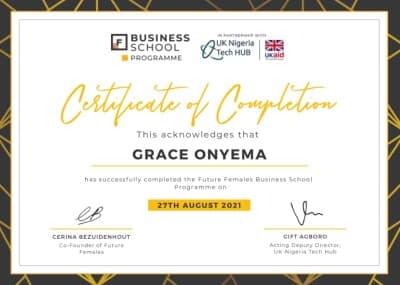 F BUSINESS
SCHOOL
PROGRAMME
IN PARTNERSHIP WITH
UK Nigeria
Tech HUB
ukaid
Certificate of Completion
This acknowledges that
GRACE ONYEMA
has successfully completed the Future Females Business School
Programme on
27TH AUGUST 2021
CERINA BEZUIDENHOUT
Co-Founder of Future
Females
GIFT AGBORO
Acting Deputy Director,
UK-Nigeria Tech Hub